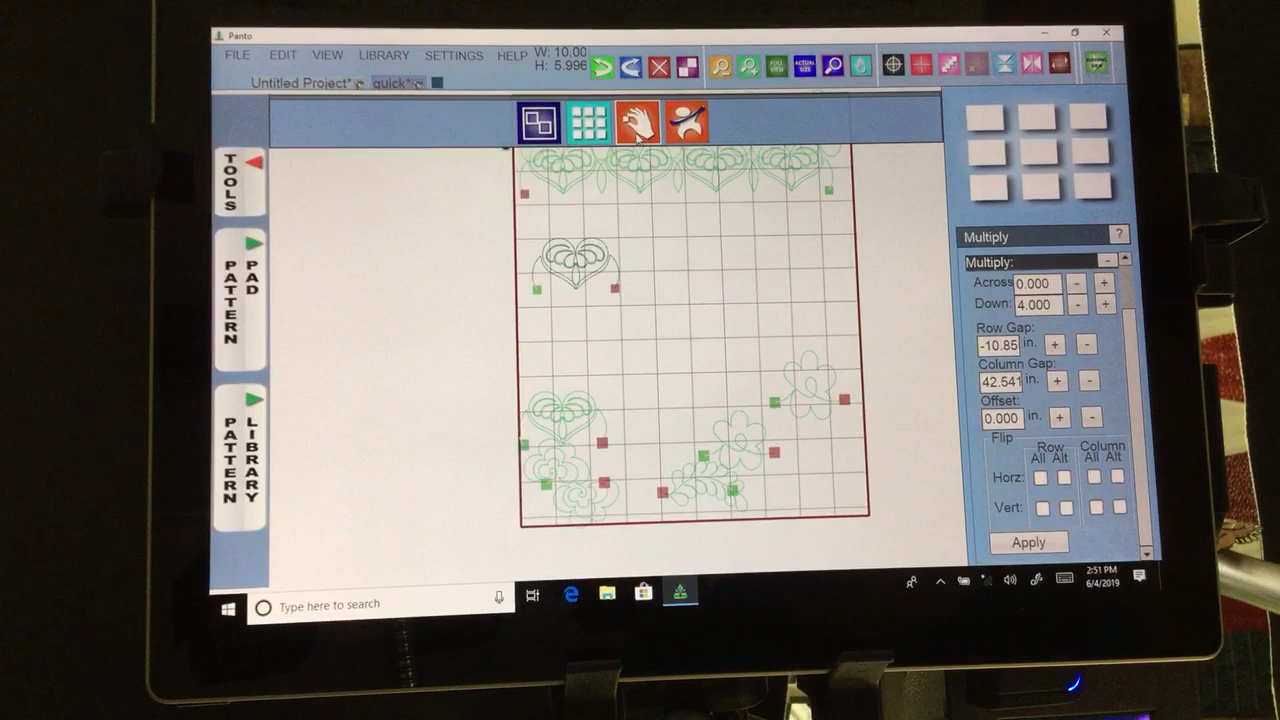 Panto
FILE EDIT VIEW LIBRARY SETTINGS HELP
W: 10.00
H: 5.996
FULL VIEW
ACTUAL SIZE
Untitled Project*
quick*
TOOLS
PATTERN PAD
PATTERN LIBRARY
Multiply ?
Multiply: -
Across 0.000 - +
Down: 4.000 - +
Row Gap:
-10.85 in. + -
Column Gap:
42.541 in. + -
Offset:
0.000 in. + -
Flip
Row Column
All Alt All Alt
Horz:
Vert:
Apply
Type here to search
2:51 PM
6/4/2019